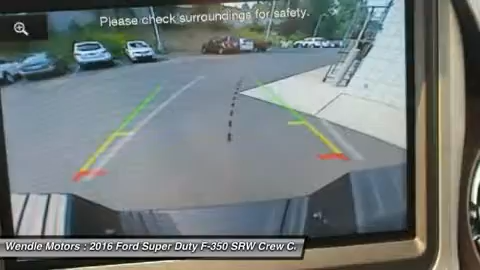 Please check surroundings for safety.
Wendle Motors : 2016 Ford Super Duty F-350 SRW Crew C.